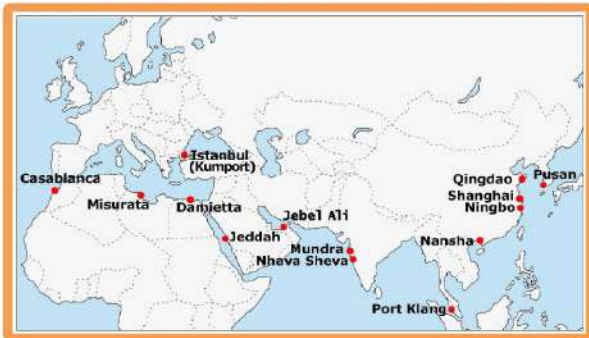 Istanbul
(Kumport)
Casablanca
Misurata
Damietta
Jeddah
Jebel Ali
Mundra
Nhava Sheva
Qingdao
Pusan
Shanghai
Ningbo
Nansha
Port Klang